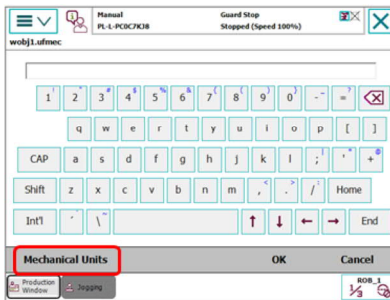 Manual
PL-L-PC0C7KJ8
Guard Stop
Stopped (Speed 100%)
wobj1.ufmec
1 ! 2 " 3 # 4 $ 5 % 6 & 7 ( 8 ( 9 ) 0 } - _ = ?
q w e r t y u i o p [ ]
CAP a s d f g h j k l ; : ' * + @
Shift z x c v b n m , < . > / Home
Int'l ´ \ ~ ↑ ↓ ← → End
Mechanical Units OK Cancel
Production
Window
Jogging
ROB_1
1/3